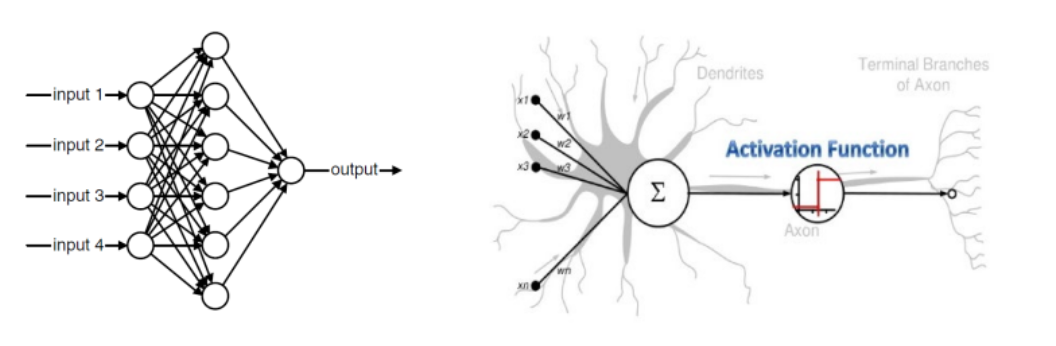 input 1
input 2
input 3
input 4
output
Dendrites
Terminal Branches
of Axon
x1
w1
x2
w2
x3
w3
Activation Function
Σ
Axon
wn
xn